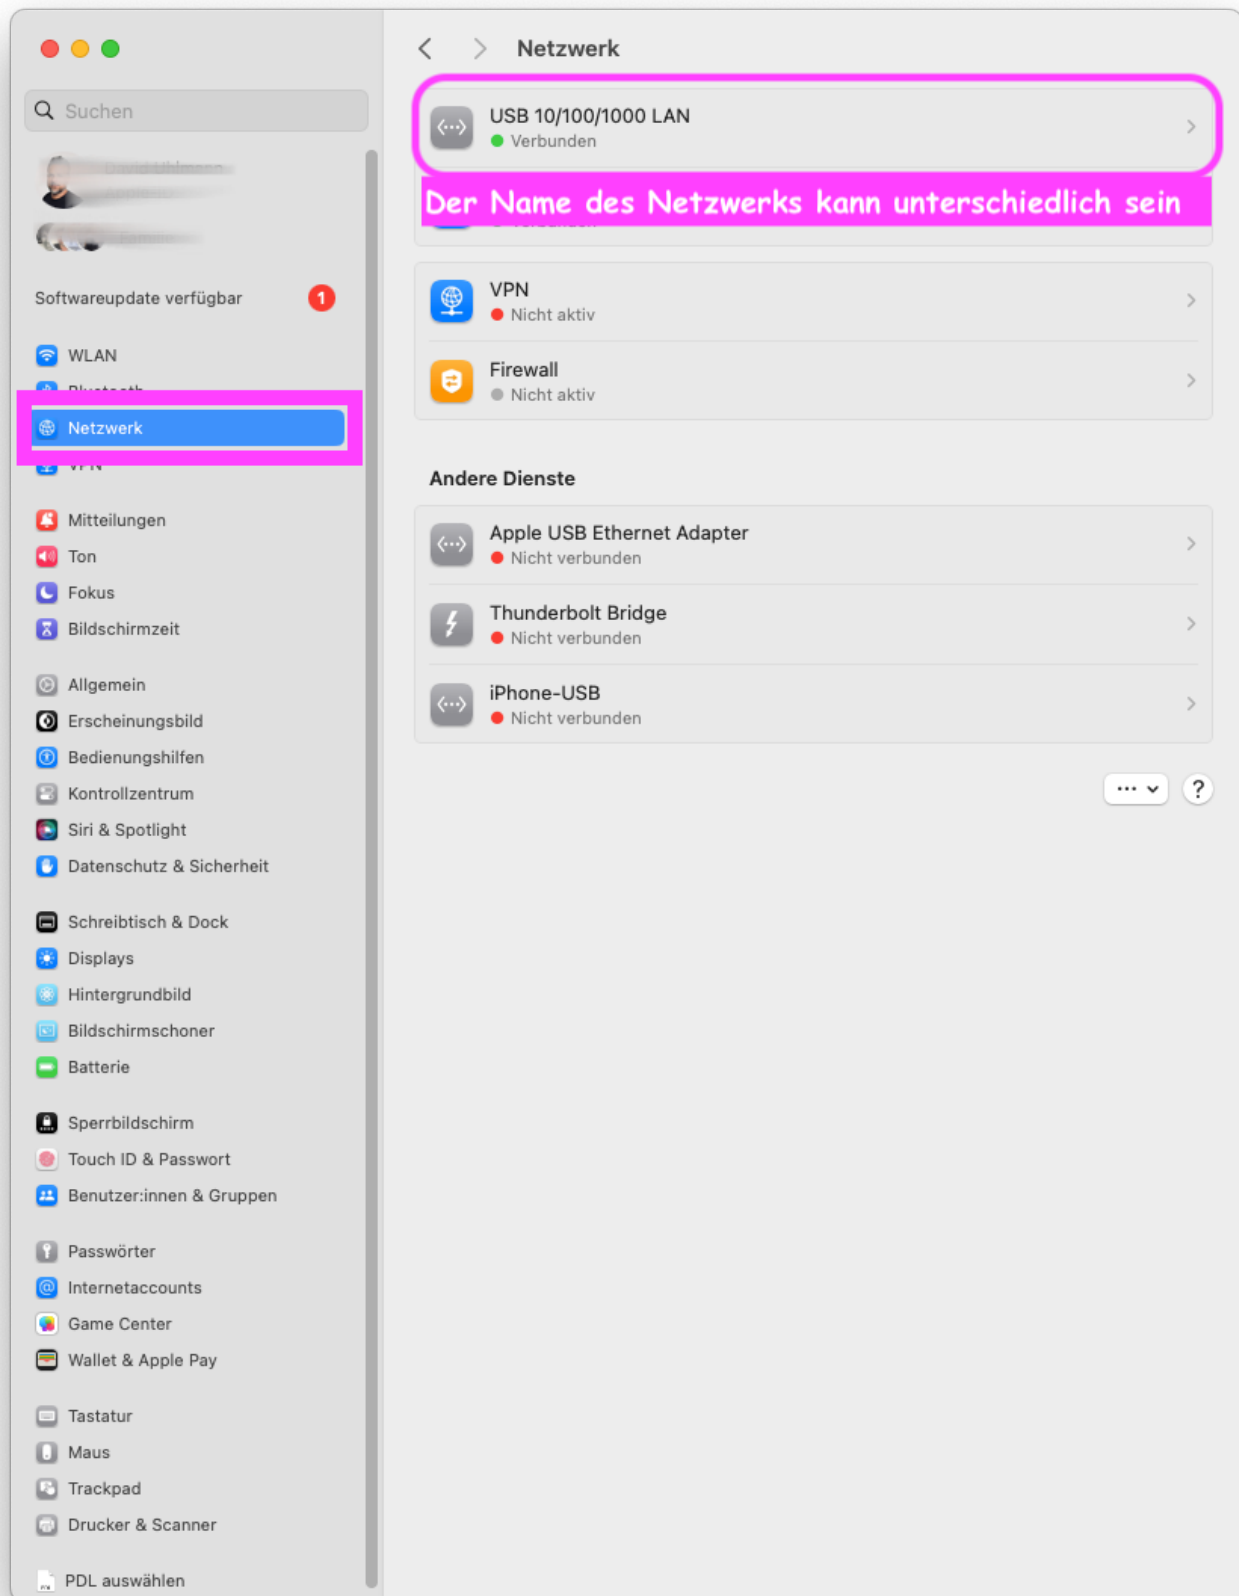 Netzwerk
Suchen
USB 10/100/1000 LAN
Verbunden
Der Name des Netzwerks kann unterschiedlich sein
Softwareupdate verfügbar
1
VPN
Nicht aktiv
Firewall
Nicht aktiv
WLAN
Bluetooth
Netzwerk
VPN
Mitteilungen
Ton
Fokus
Bildschirmzeit
Allgemein
Erscheinungsbild
Bedienungshilfen
Kontrollzentrum
Siri & Spotlight
Datenschutz & Sicherheit
Schreibtisch & Dock
Displays
Hintergrundbild
Bildschirmschoner
Batterie
Sperrbildschirm
Touch ID & Passwort
Benutzer:innen & Gruppen
Passwörter
Internetaccounts
Game Center
Wallet & Apple Pay
Tastatur
Maus
Trackpad
Drucker & Scanner
PDL auswählen
Andere Dienste
Apple USB Ethernet Adapter
Nicht verbunden
Thunderbolt Bridge
Nicht verbunden
iPhone-USB
Nicht verbunden
... ?